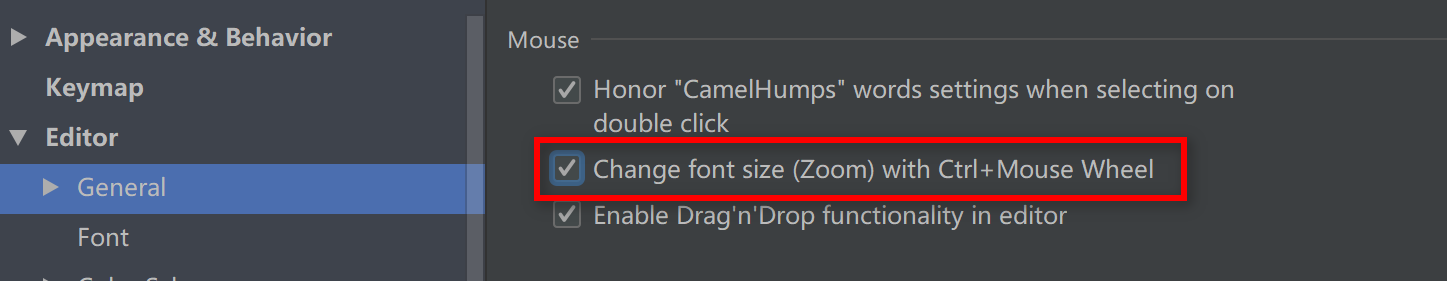 Appearance & Behavior
Keymap
Editor
General
Font
Mouse
Honor "CamelHumps" words settings when selecting on
double click
Change font size (Zoom) with Ctrl+Mouse Wheel
Enable Drag'n'Drop functionality in editor